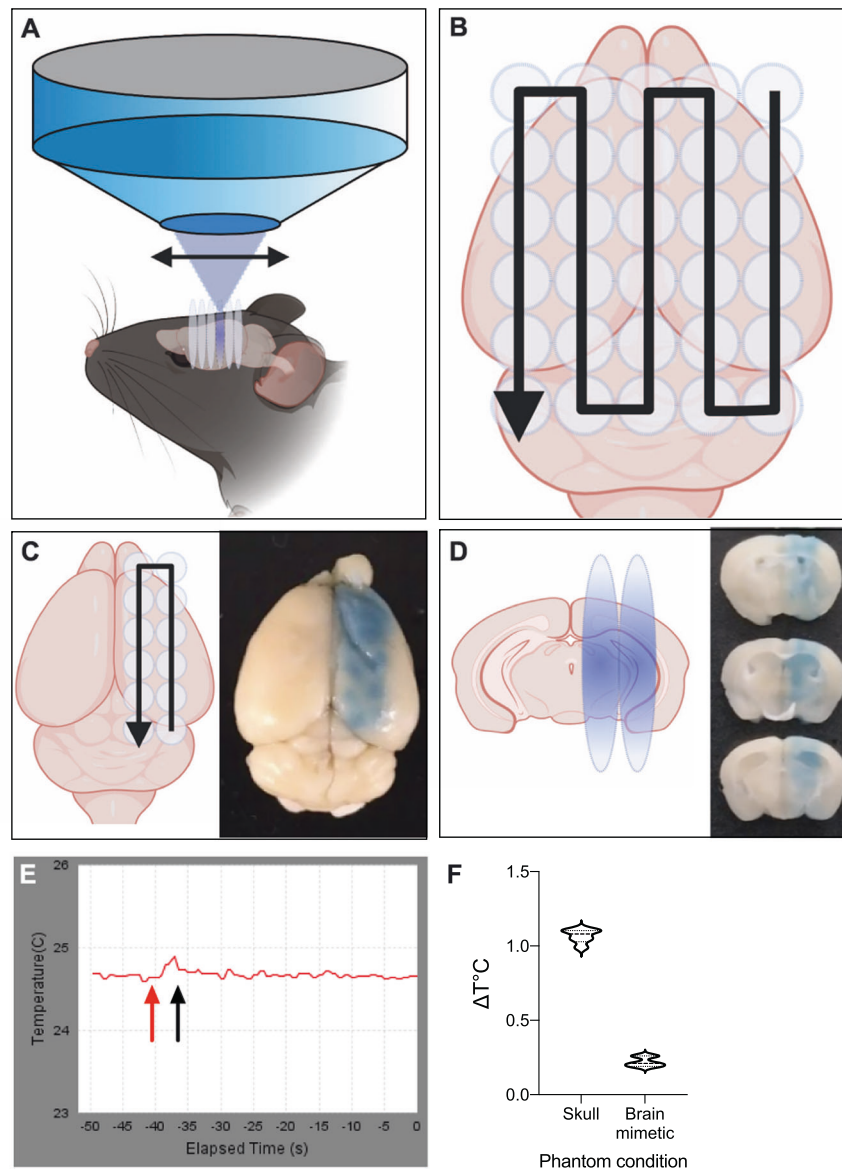 A
B
C
D
E
26
25
24
23
Temperature(C)
-50 -45 -40 -35 -30 -25 -20 -15 -10 -5 0
Elapsed Time (s)
F
1.5
1.0
0.5
0.0
ΔT°C
Skull Brain
mimetic
Phantom condition